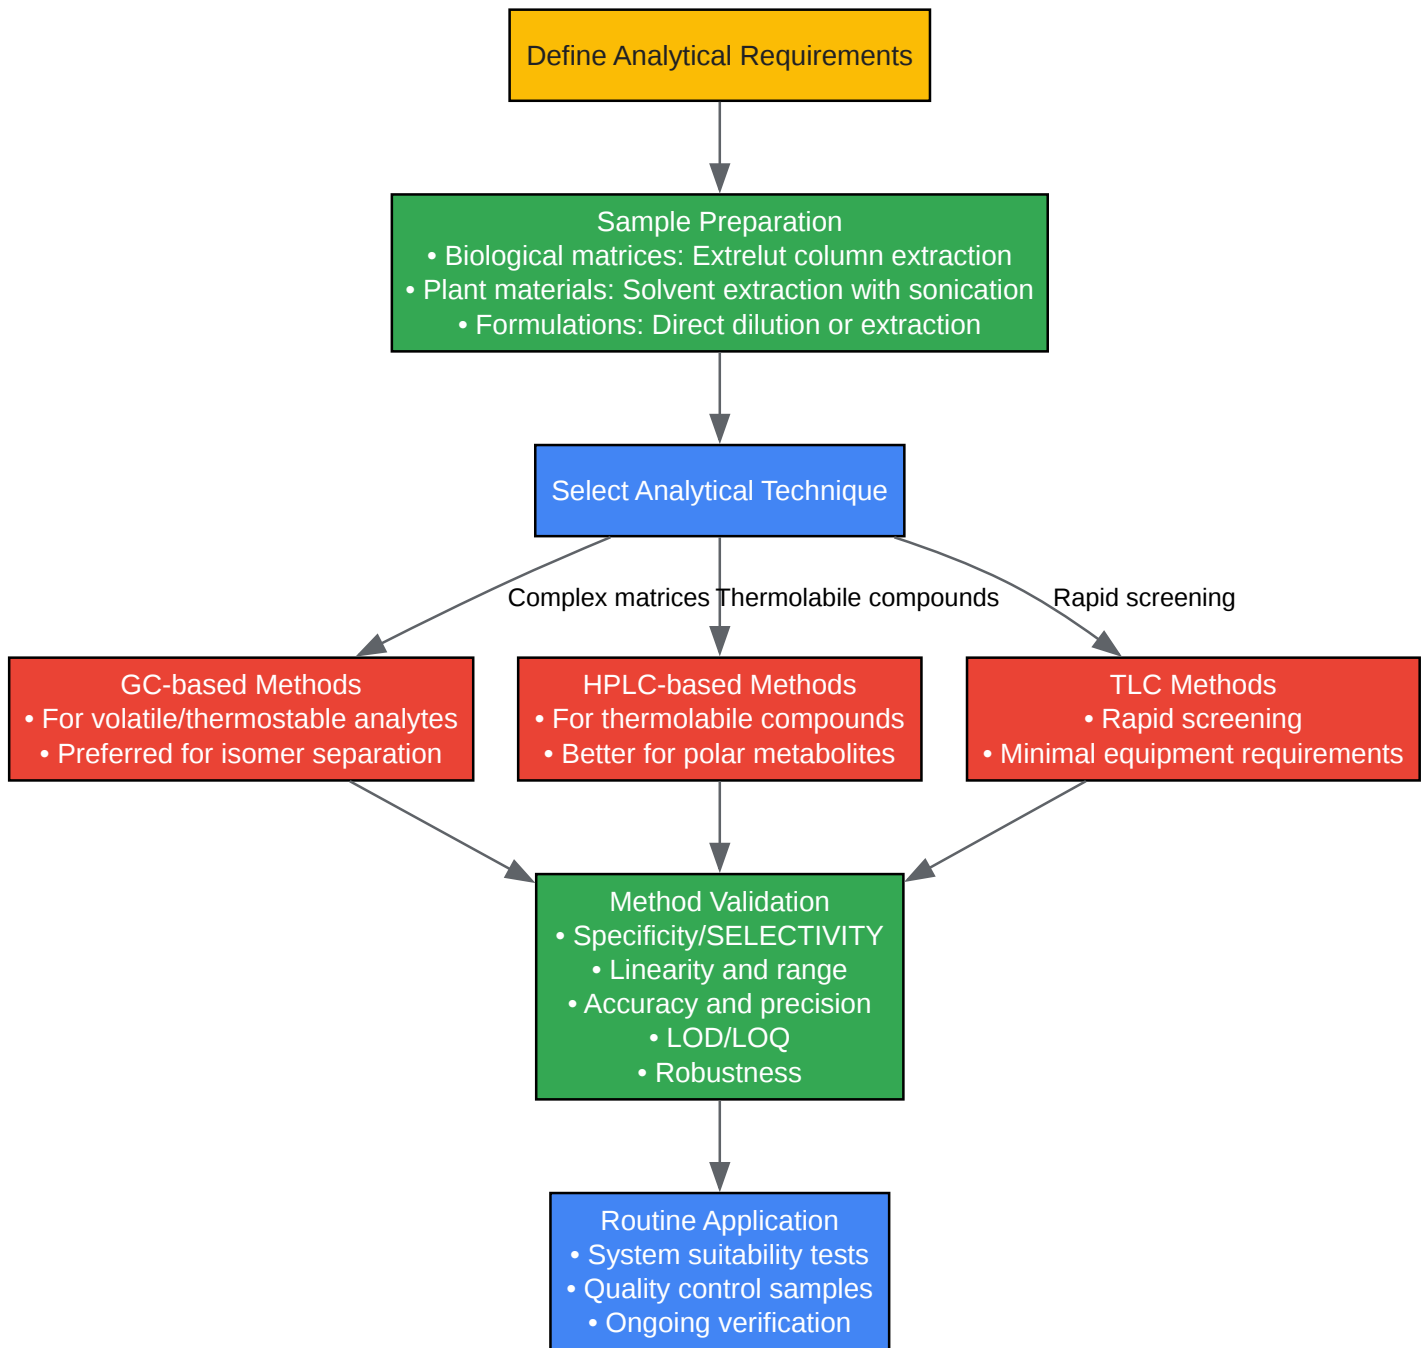 Define Analytical Requirements
Sample Preparation
• Biological matrices: Extrelut column extraction
• Plant materials: Solvent extraction with sonication
• Formulations: Direct dilution or extraction
Select Analytical Technique
Complex matrices
Thermolabile compounds
Rapid screening
GC-based Methods
• For volatile/thermostable analytes
• Preferred for isomer separation
HPLC-based Methods
• For thermolabile compounds
• Better for polar metabolites
TLC Methods
• Rapid screening
• Minimal equipment requirements
Method Validation
• Specificity/SELECTIVITY
• Linearity and range
• Accuracy and precision
• LOD/LOQ
• Robustness
Routine Application
• System suitability tests
• Quality control samples
• Ongoing verification